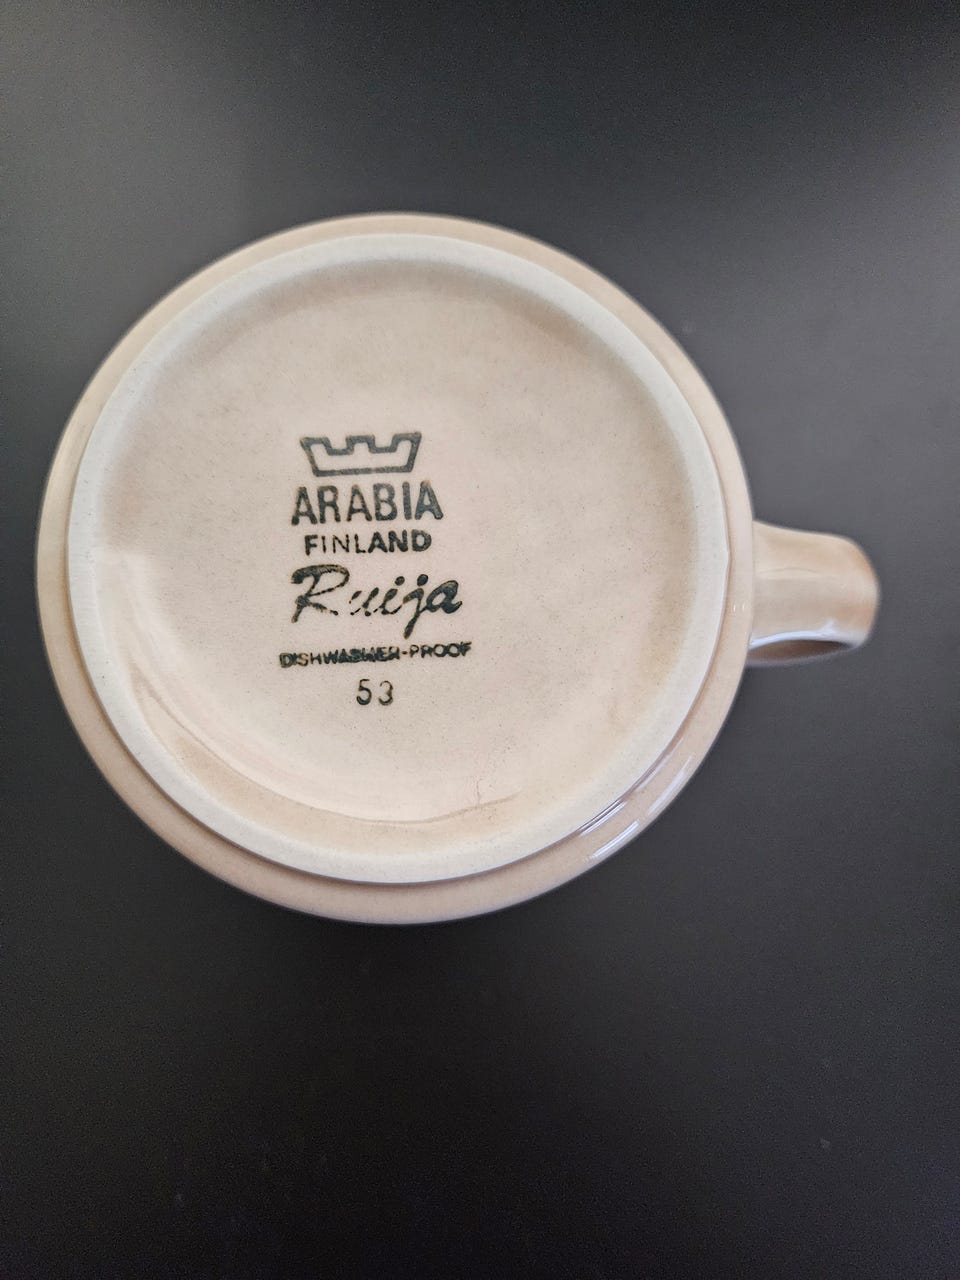 ARABIA
FINLAND
Ruija
DISHWASHER-PROOF
53